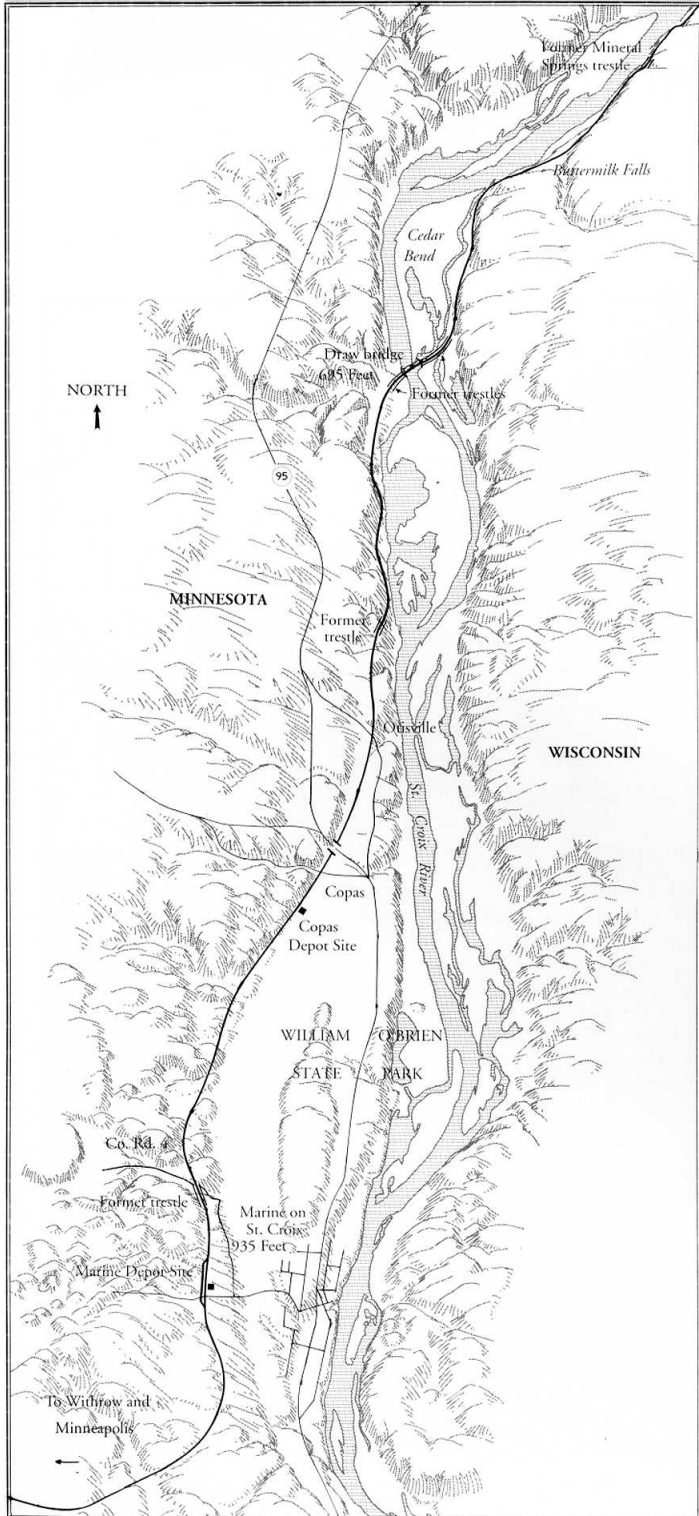 Former Mineral
Springs trestle
Buttermilk Falls
Cedar
Bend
Draw bridge
695 Feet
Former trestles
NORTH
95
MINNESOTA
Former
trestle
Otisville
WISCONSIN
St. Croix River
Copas
Copas
Depot Site
WILLIAM O'BRIEN
STATE PARK
Co. Rd. 4
Former trestle
Marine on
St. Croix
935 Feet
Marine Depot Site
To Withrow and
Minneapolis